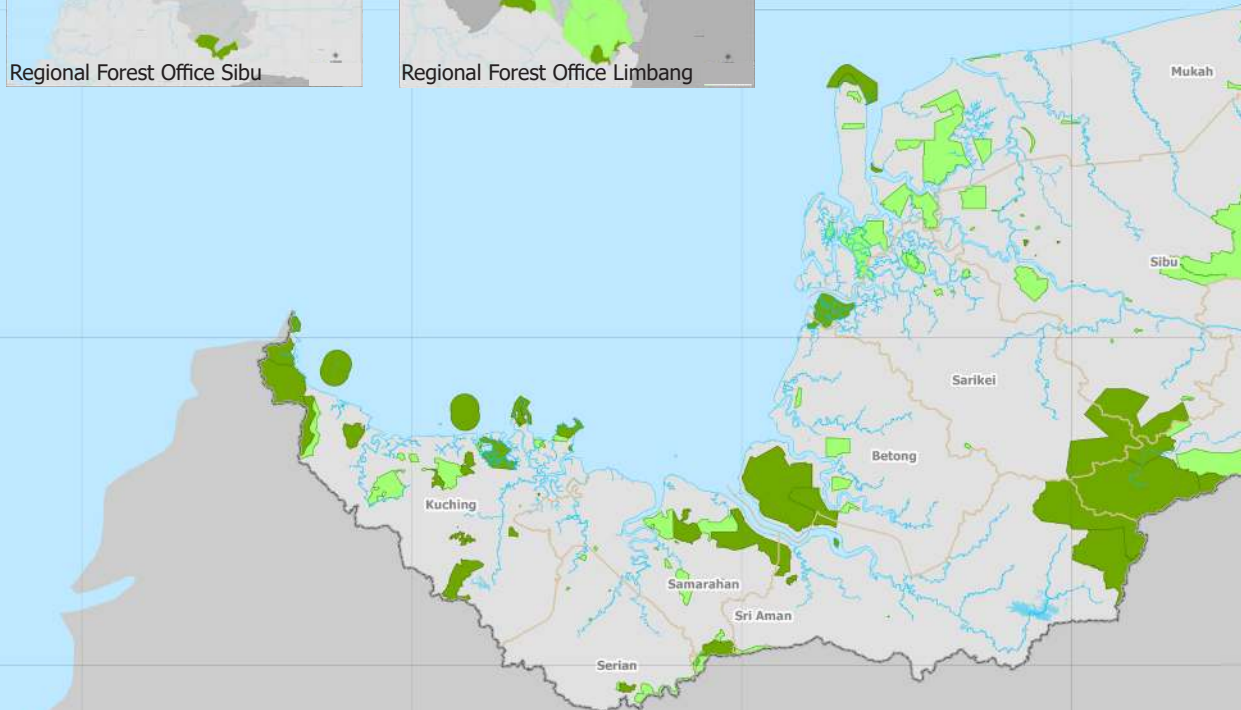 Regional Forest Office Sibu
Regional Forest Office Limbang
Mukah
Sibu
Sarikei
Betong
Kuching
Samarahan
Sri Aman
Serian